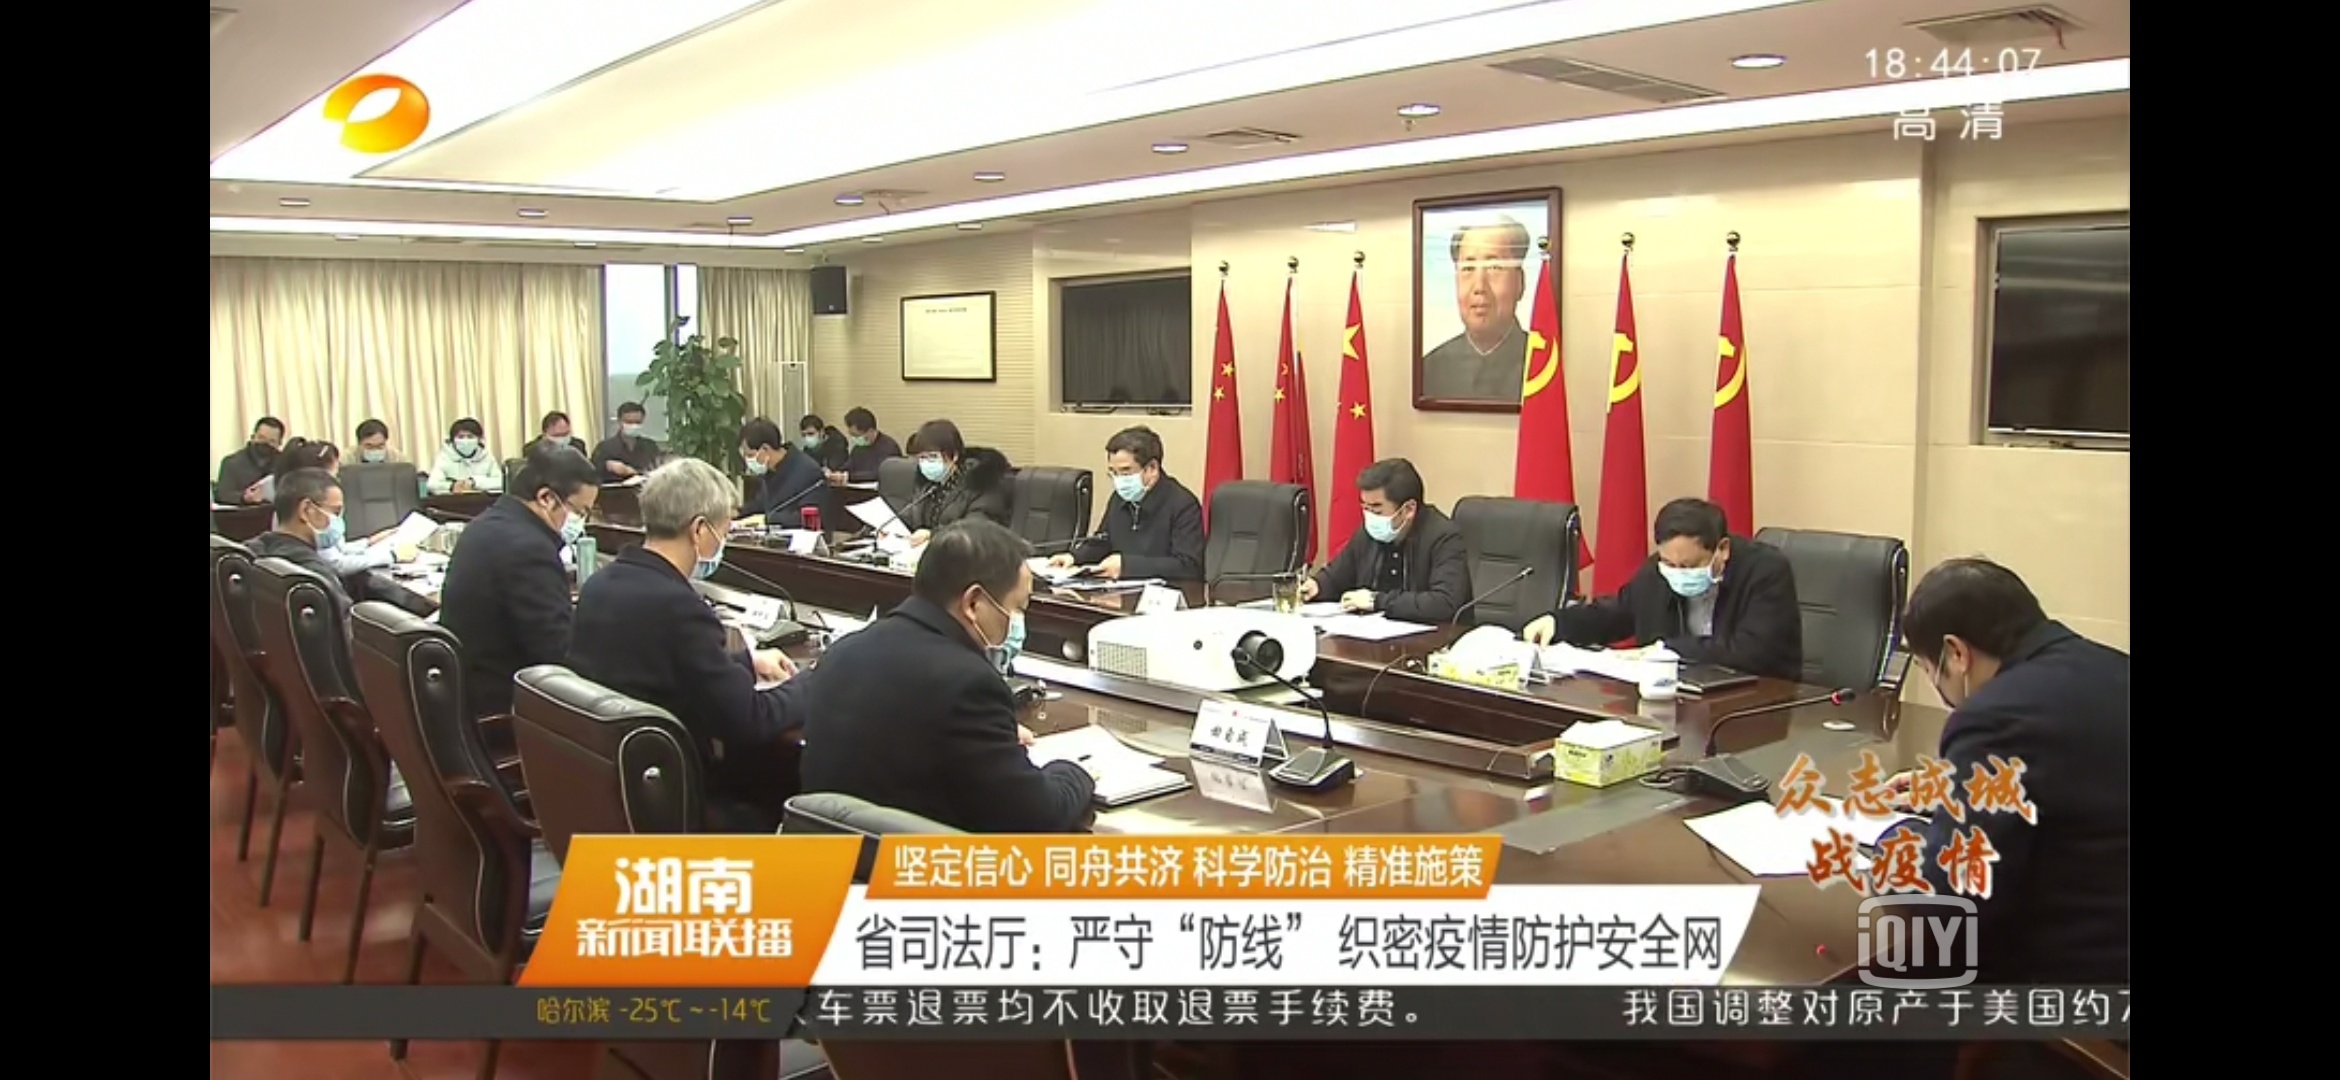 18:44:07
高清
众志成城
战疫情
坚定信心 同舟共济 科学防治 精准施策
湖南
新闻联播
省司法厅：严守“防线” 织密疫情防护安全网
iQIYI
哈尔滨 -25℃ ~ -14℃
车票退票均不收取退票手续费。 我国调整对原产于美国约